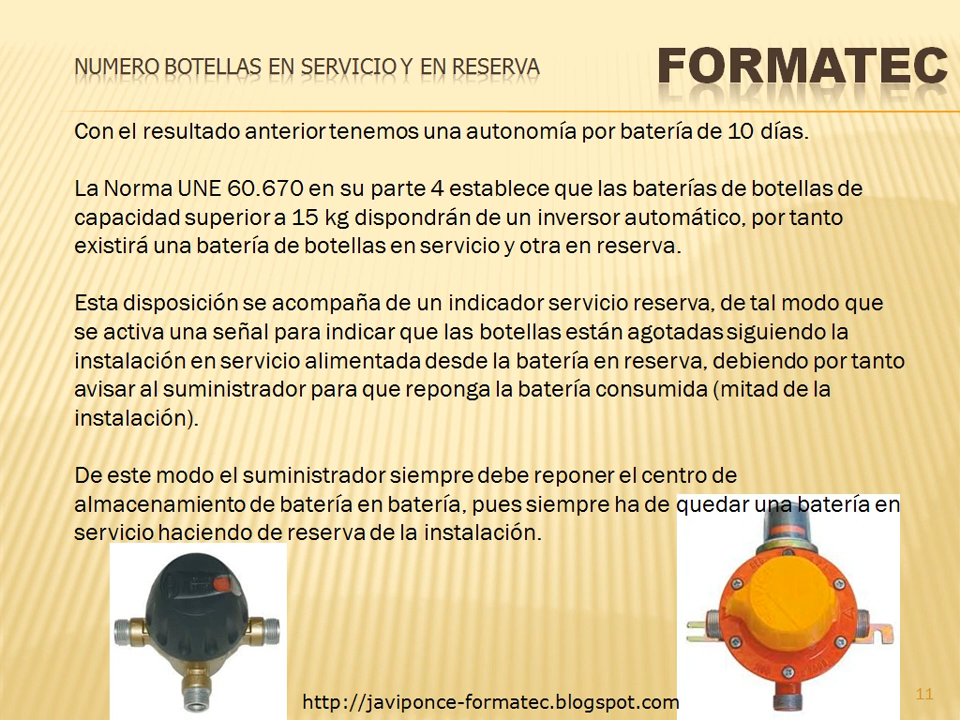 NUMERO BOTELLAS EN SERVICIO Y EN RESERVA
FORMATEC
Con el resultado anterior tenemos una autonomía por batería de 10 días.
La Norma UNE 60.670 en su parte 4 establece que las baterías de botellas de
capacidad superior a 15 kg dispondrán de un inversor automático, por tanto
existirá una batería de botellas en servicio y otra en reserva.
Esta disposición se acompaña de un indicador servicio reserva, de tal modo que
se activa una señal para indicar que las botellas están agotadas siguiendo la
instalación en servicio alimentada desde la batería en reserva, debiendo por tanto
avisar al suministrador para que reponga la batería consumida (mitad de la
instalación).
De este modo el suministrador siempre debe reponer el centro de
almacenamiento de batería en batería, pues siempre ha de quedar una batería en
servicio haciendo de reserva de la instalación.
http://javiponce-formatec.blogspot.com
11